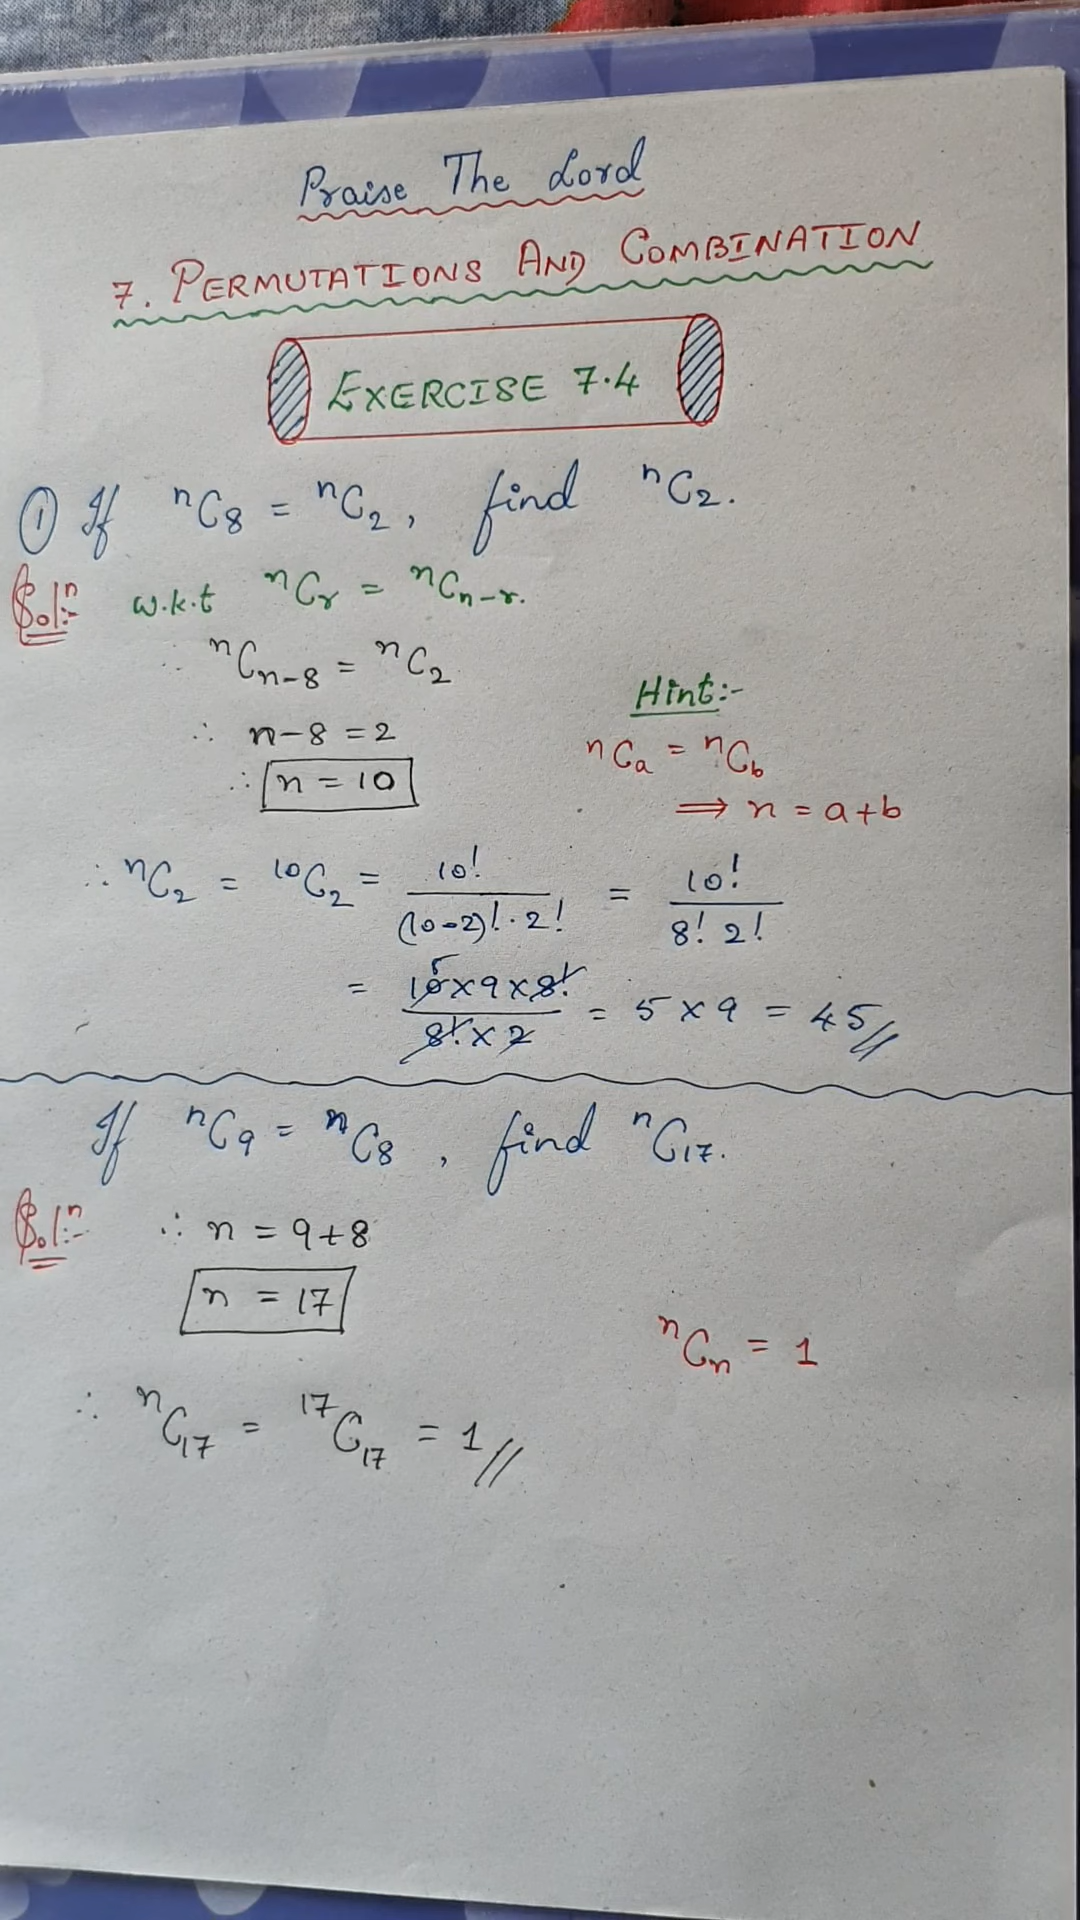 Praise The Lord
7. PERMUTATIONS AND COMBINATION
EXERCISE 7.4
① If ⁿC₈ = ⁿC₂, find ⁿC₂.
Solⁿ:- w.k.t ⁿCᵣ = ⁿCₙ₋ᵣ.
∴ ⁿCₙ₋₈ = ⁿC₂
Hint:-
∴ n-8 = 2
ⁿCₐ = ⁿC_b
∴ n = 10
⟹ n = a+b
∴ ⁿC₂ = ¹⁰C₂ = 10! / (10-2)! · 2! = 10! / 8! 2!
= 10 5 × 9 × 8! / 8! × 2 = 5 × 9 = 45//
If ⁿC₉ = ⁿC₈, find ⁿC₁₇.
Solⁿ:- ∴ n = 9+8
n = 17
ⁿCₙ = 1
∴ ⁿC₁₇ = ¹⁷C₁₇ = 1//